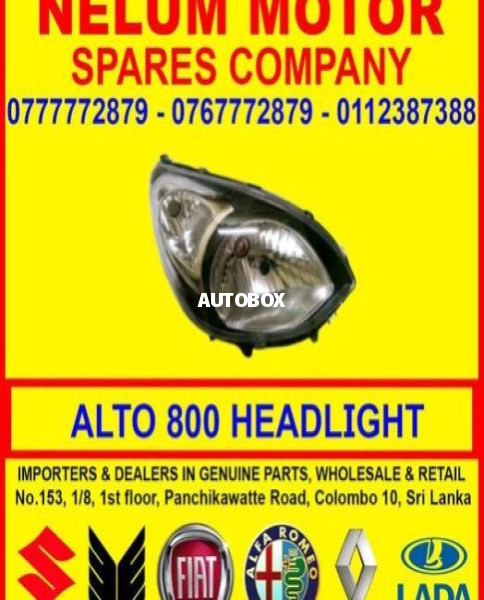 NELUM MOTOR
SPARES COMPANY
0777772879 - 0767772879 - 0112387388
AUTOBOX
ALTO 800 HEADLIGHT
IMPORTERS & DEALERS IN GENUINE PARTS, WHOLESALE & RETAIL
No.153, 1/8, 1st floor, Panchikawatte Road, Colombo 10, Sri Lanka
FIAT
ALFA ROMEO
LADA